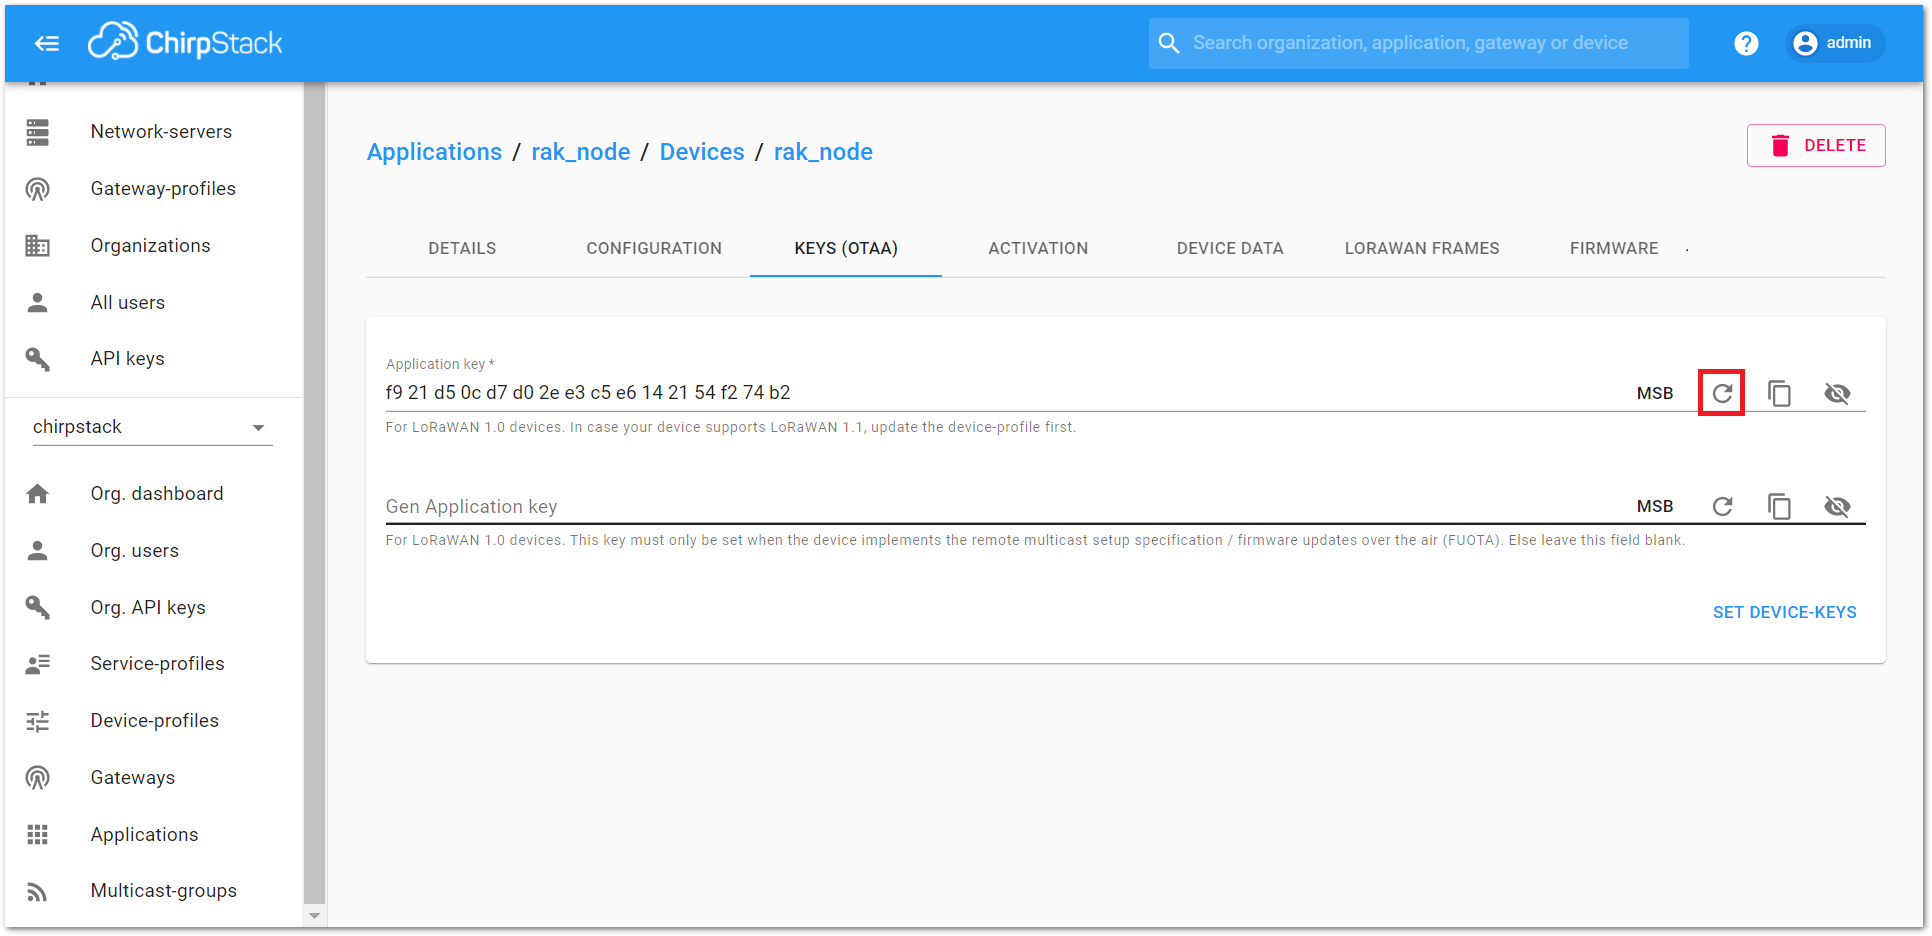 ChirpStack
Search organization, application, gateway or device
? admin
Network-servers
Gateway-profiles
Organizations
All users
API keys
chirpstack
Org. dashboard
Org. users
Org. API keys
Service-profiles
Device-profiles
Gateways
Applications
Multicast-groups
Applications / rak_node / Devices / rak_node
DELETE
DETAILS CONFIGURATION KEYS (OTAA) ACTIVATION DEVICE DATA LORAWAN FRAMES FIRMWARE .
Application key *
f9 21 d5 0c d7 d0 2e e3 c5 e6 14 21 54 f2 74 b2 MSB
For LoRaWAN 1.0 devices. In case your device supports LoRaWAN 1.1, update the device-profile first.
Gen Application key MSB
For LoRaWAN 1.0 devices. This key must only be set when the device implements the remote multicast setup specification / firmware updates over the air (FUOTA). Else leave this field blank.
SET DEVICE-KEYS